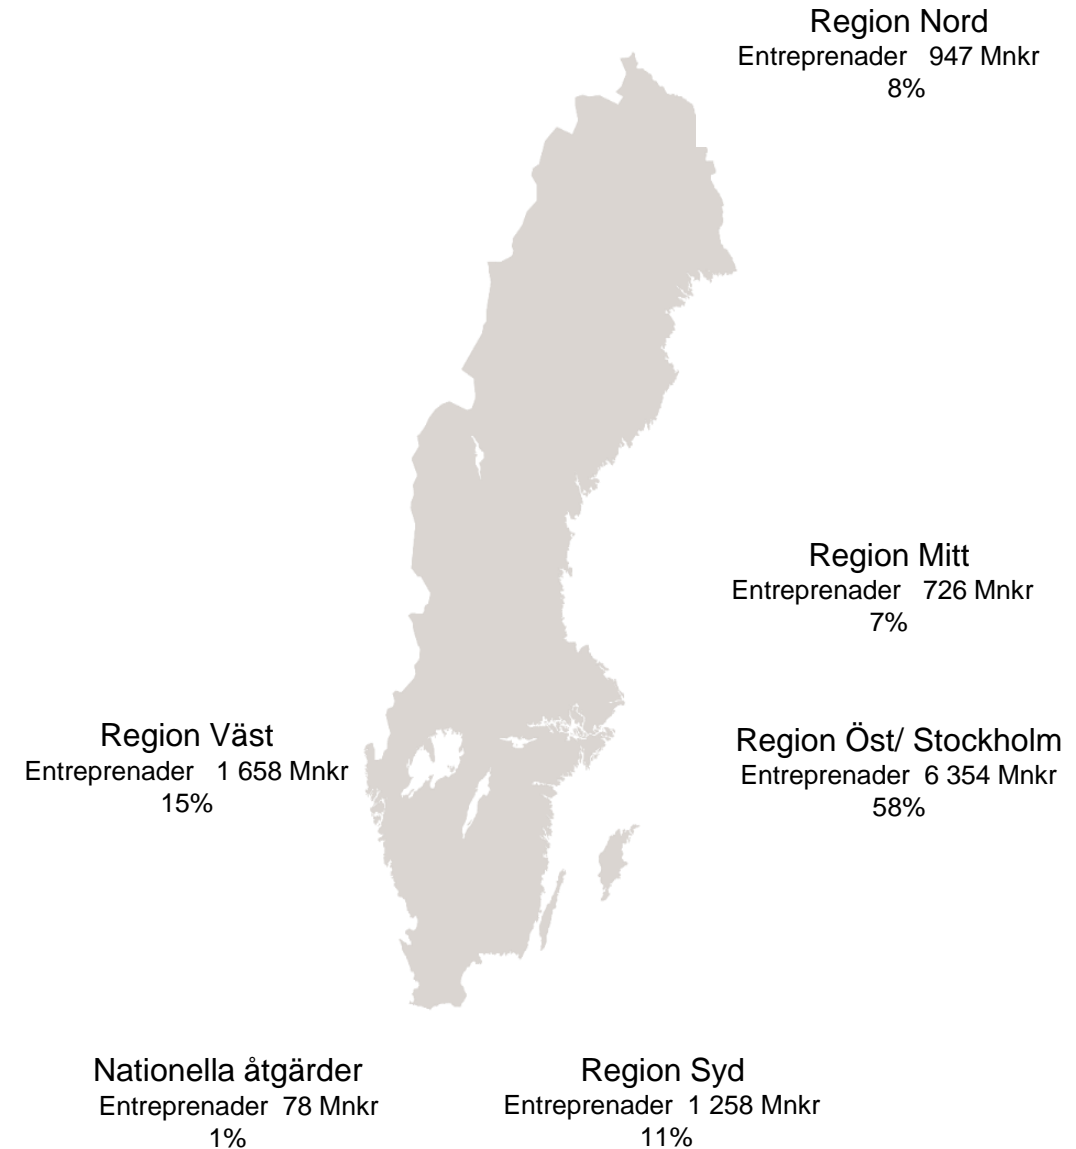 Region Nord
Entreprenader 947 Mnkr
8%
Region Mitt
Entreprenader 726 Mnkr
7%
Region Väst
Entreprenader 1 658 Mnkr
15%
Region Öst/ Stockholm
Entreprenader 6 354 Mnkr
58%
Nationella åtgärder
Entreprenader 78 Mnkr
1%
Region Syd
Entreprenader 1 258 Mnkr
11%